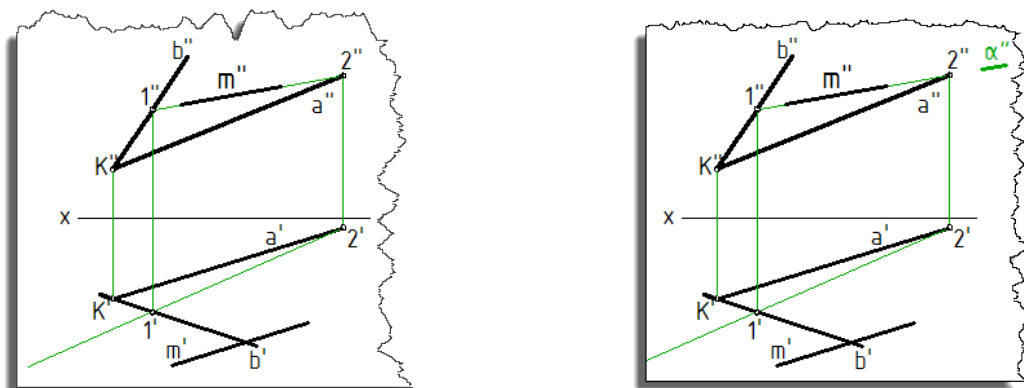 b"
2"
m"
1"
a"
K"
x
a'
2'
K'
1'
m'
b'
b"
2"
α"
m"
1"
a"
K"
x
a'
2'
K'
1'
m'
b'